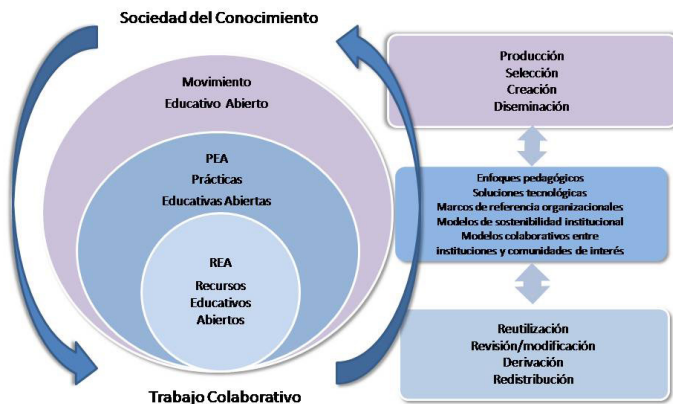 Sociedad del Conocimiento
Movimiento
Educativo Abierto
PEA
Prácticas
Educativas Abiertas
REA
Recursos
Educativos
Abiertos
Trabajo Colaborativo
Producción
Selección
Creación
Diseminación
Enfoques pedagógicos
Soluciones tecnológicas
Marcos de referencia organizacionales
Modelos de sostenibilidad institucional
Modelos colaborativos entre
instituciones y comunidades de interés
Reutilización
Revisión/modificación
Derivación
Redistribución